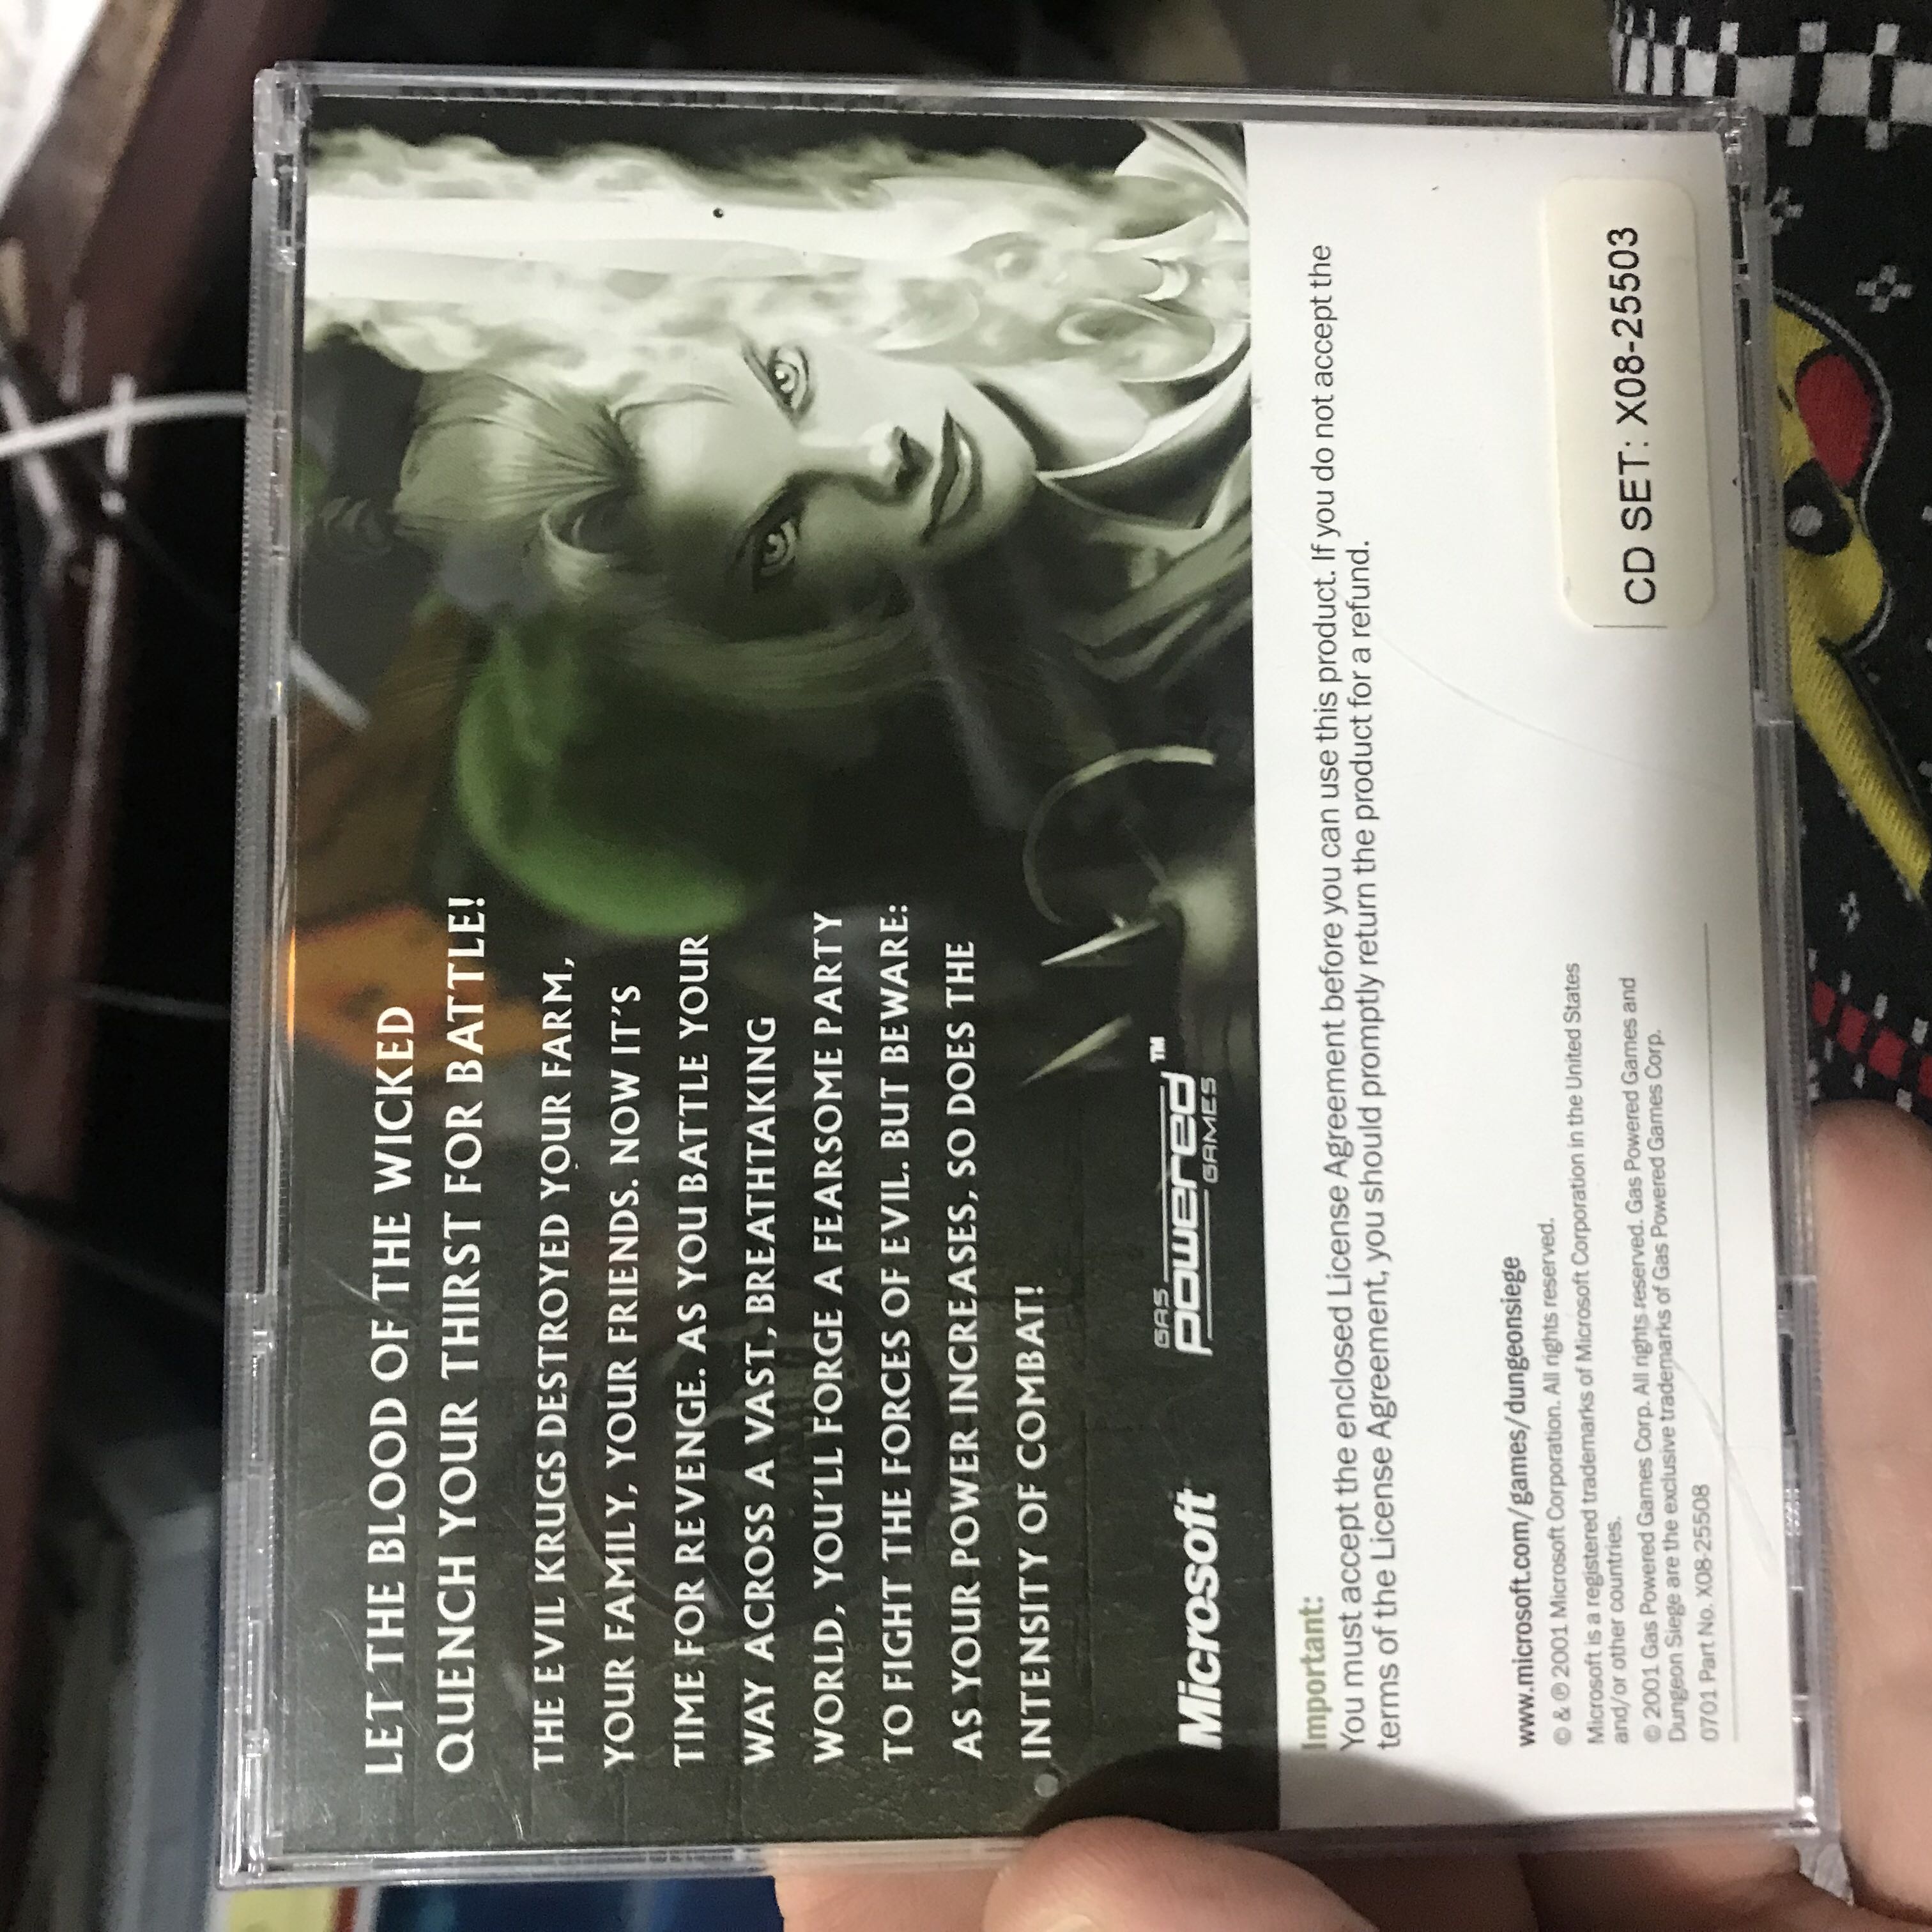 LET THE BLOOD OF THE WICKED
QUENCH YOUR THIRST FOR BATTLE!
THE EVIL KRUGS DESTROYED YOUR FARM,
YOUR FAMILY, YOUR FRIENDS. NOW IT'S
TIME FOR REVENGE. AS YOU BATTLE YOUR
WAY ACROSS A VAST, BREATHTAKING
WORLD, YOU'LL FORGE A FEARSOME PARTY
TO FIGHT THE FORCES OF EVIL. BUT BEWARE:
AS YOUR POWER INCREASES, SO DOES THE
INTENSITY OF COMBAT!
Microsoft
GAS
powered™
GAMES
Important:
You must accept the enclosed License Agreement before you can use this product. If you do not accept the
terms of the License Agreement, you should promptly return the product for a refund.
www.microsoft.com/games/dungeonsiege
© & ℗ 2001 Microsoft Corporation. All rights reserved.
Microsoft is a registered trademarks of Microsoft Corporation in the United States
and/or other countries.
© 2001 Gas Powered Games Corp. All rights reserved. Gas Powered Games and
Dungeon Siege are the exclusive trademarks of Gas Powered Games Corp.
0701 Part No. X08-25508
CD SET: X08-25503